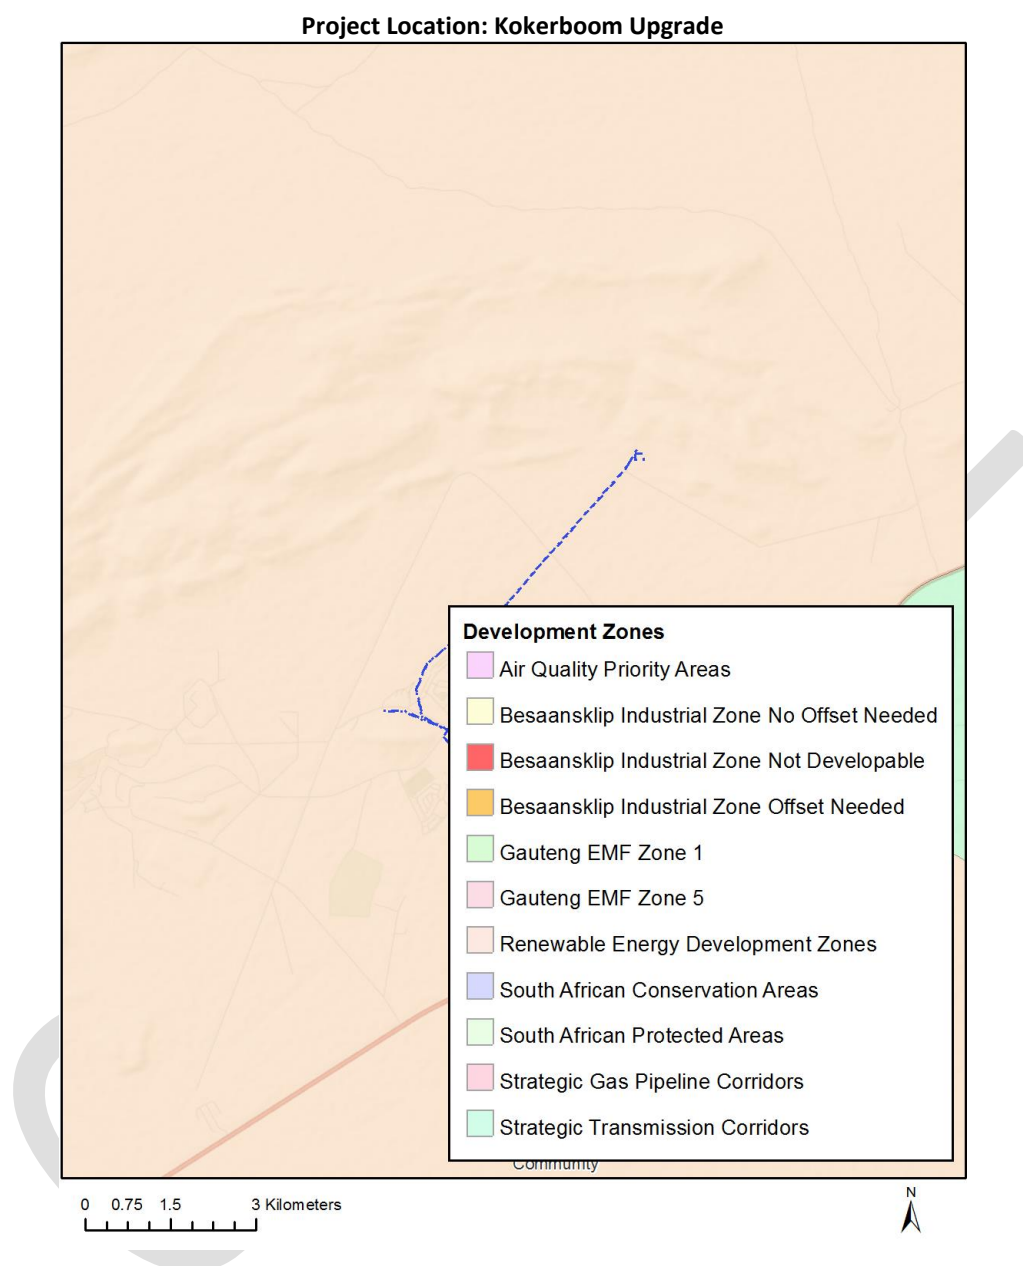 Project Location: Kokerboom Upgrade
Development Zones
Air Quality Priority Areas
Besaansklip Industrial Zone No Offset Needed
Besaansklip Industrial Zone Not Developable
Besaansklip Industrial Zone Offset Needed
Gauteng EMF Zone 1
Gauteng EMF Zone 5
Renewable Energy Development Zones
South African Conservation Areas
South African Protected Areas
Strategic Gas Pipeline Corridors
Strategic Transmission Corridors
Community
0 0.75 1.5 3 Kilometers
N